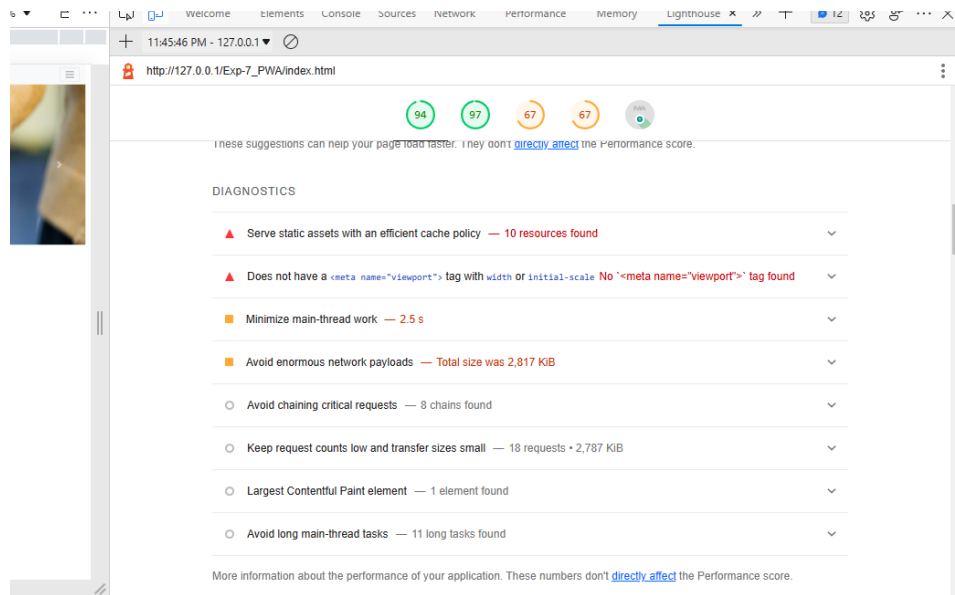 Welcome Elements Console Sources Network Performance Memory Lighthouse 12
11:45:46 PM - 127.0.0.1
http://127.0.0.1/Exp-7_PWA/index.html
94 97 67 67 PWA
These suggestions can help your page load faster. They don't directly affect the Performance score.
DIAGNOSTICS
Serve static assets with an efficient cache policy — 10 resources found
Does not have a <meta name="viewport"> tag with width or initial-scale No `<meta name="viewport">` tag found
Minimize main-thread work — 2.5 s
Avoid enormous network payloads — Total size was 2,817 KiB
Avoid chaining critical requests — 8 chains found
Keep request counts low and transfer sizes small — 18 requests • 2,787 KiB
Largest Contentful Paint element — 1 element found
Avoid long main-thread tasks — 11 long tasks found
More information about the performance of your application. These numbers don't directly affect the Performance score.